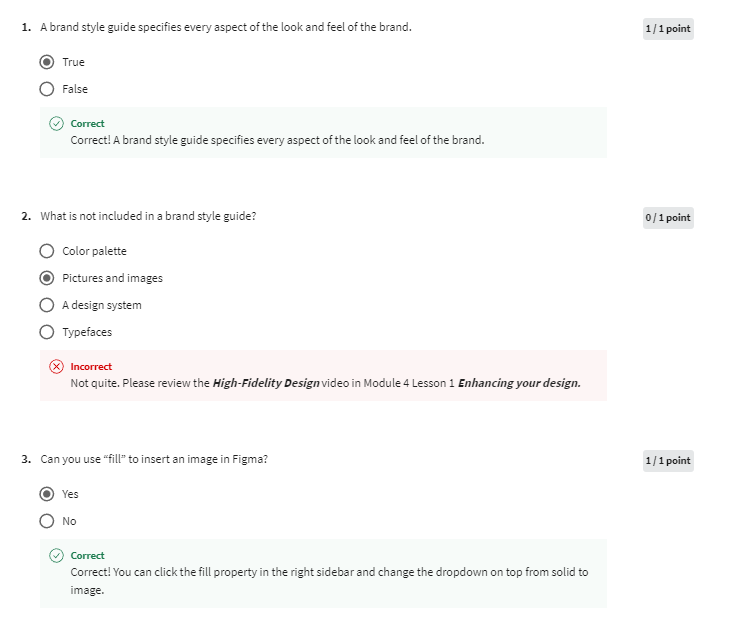 1. A brand style guide specifies every aspect of the look and feel of the brand.
1 / 1 point
True
False
Correct
Correct! A brand style guide specifies every aspect of the look and feel of the brand.
2. What is not included in a brand style guide?
0 / 1 point
Color palette
Pictures and images
A design system
Typefaces
Incorrect
Not quite. Please review the High-Fidelity Design video in Module 4 Lesson 1 Enhancing your design.
3. Can you use “fill” to insert an image in Figma?
1 / 1 point
Yes
No
Correct
Correct! You can click the fill property in the right sidebar and change the dropdown on top from solid to
image.